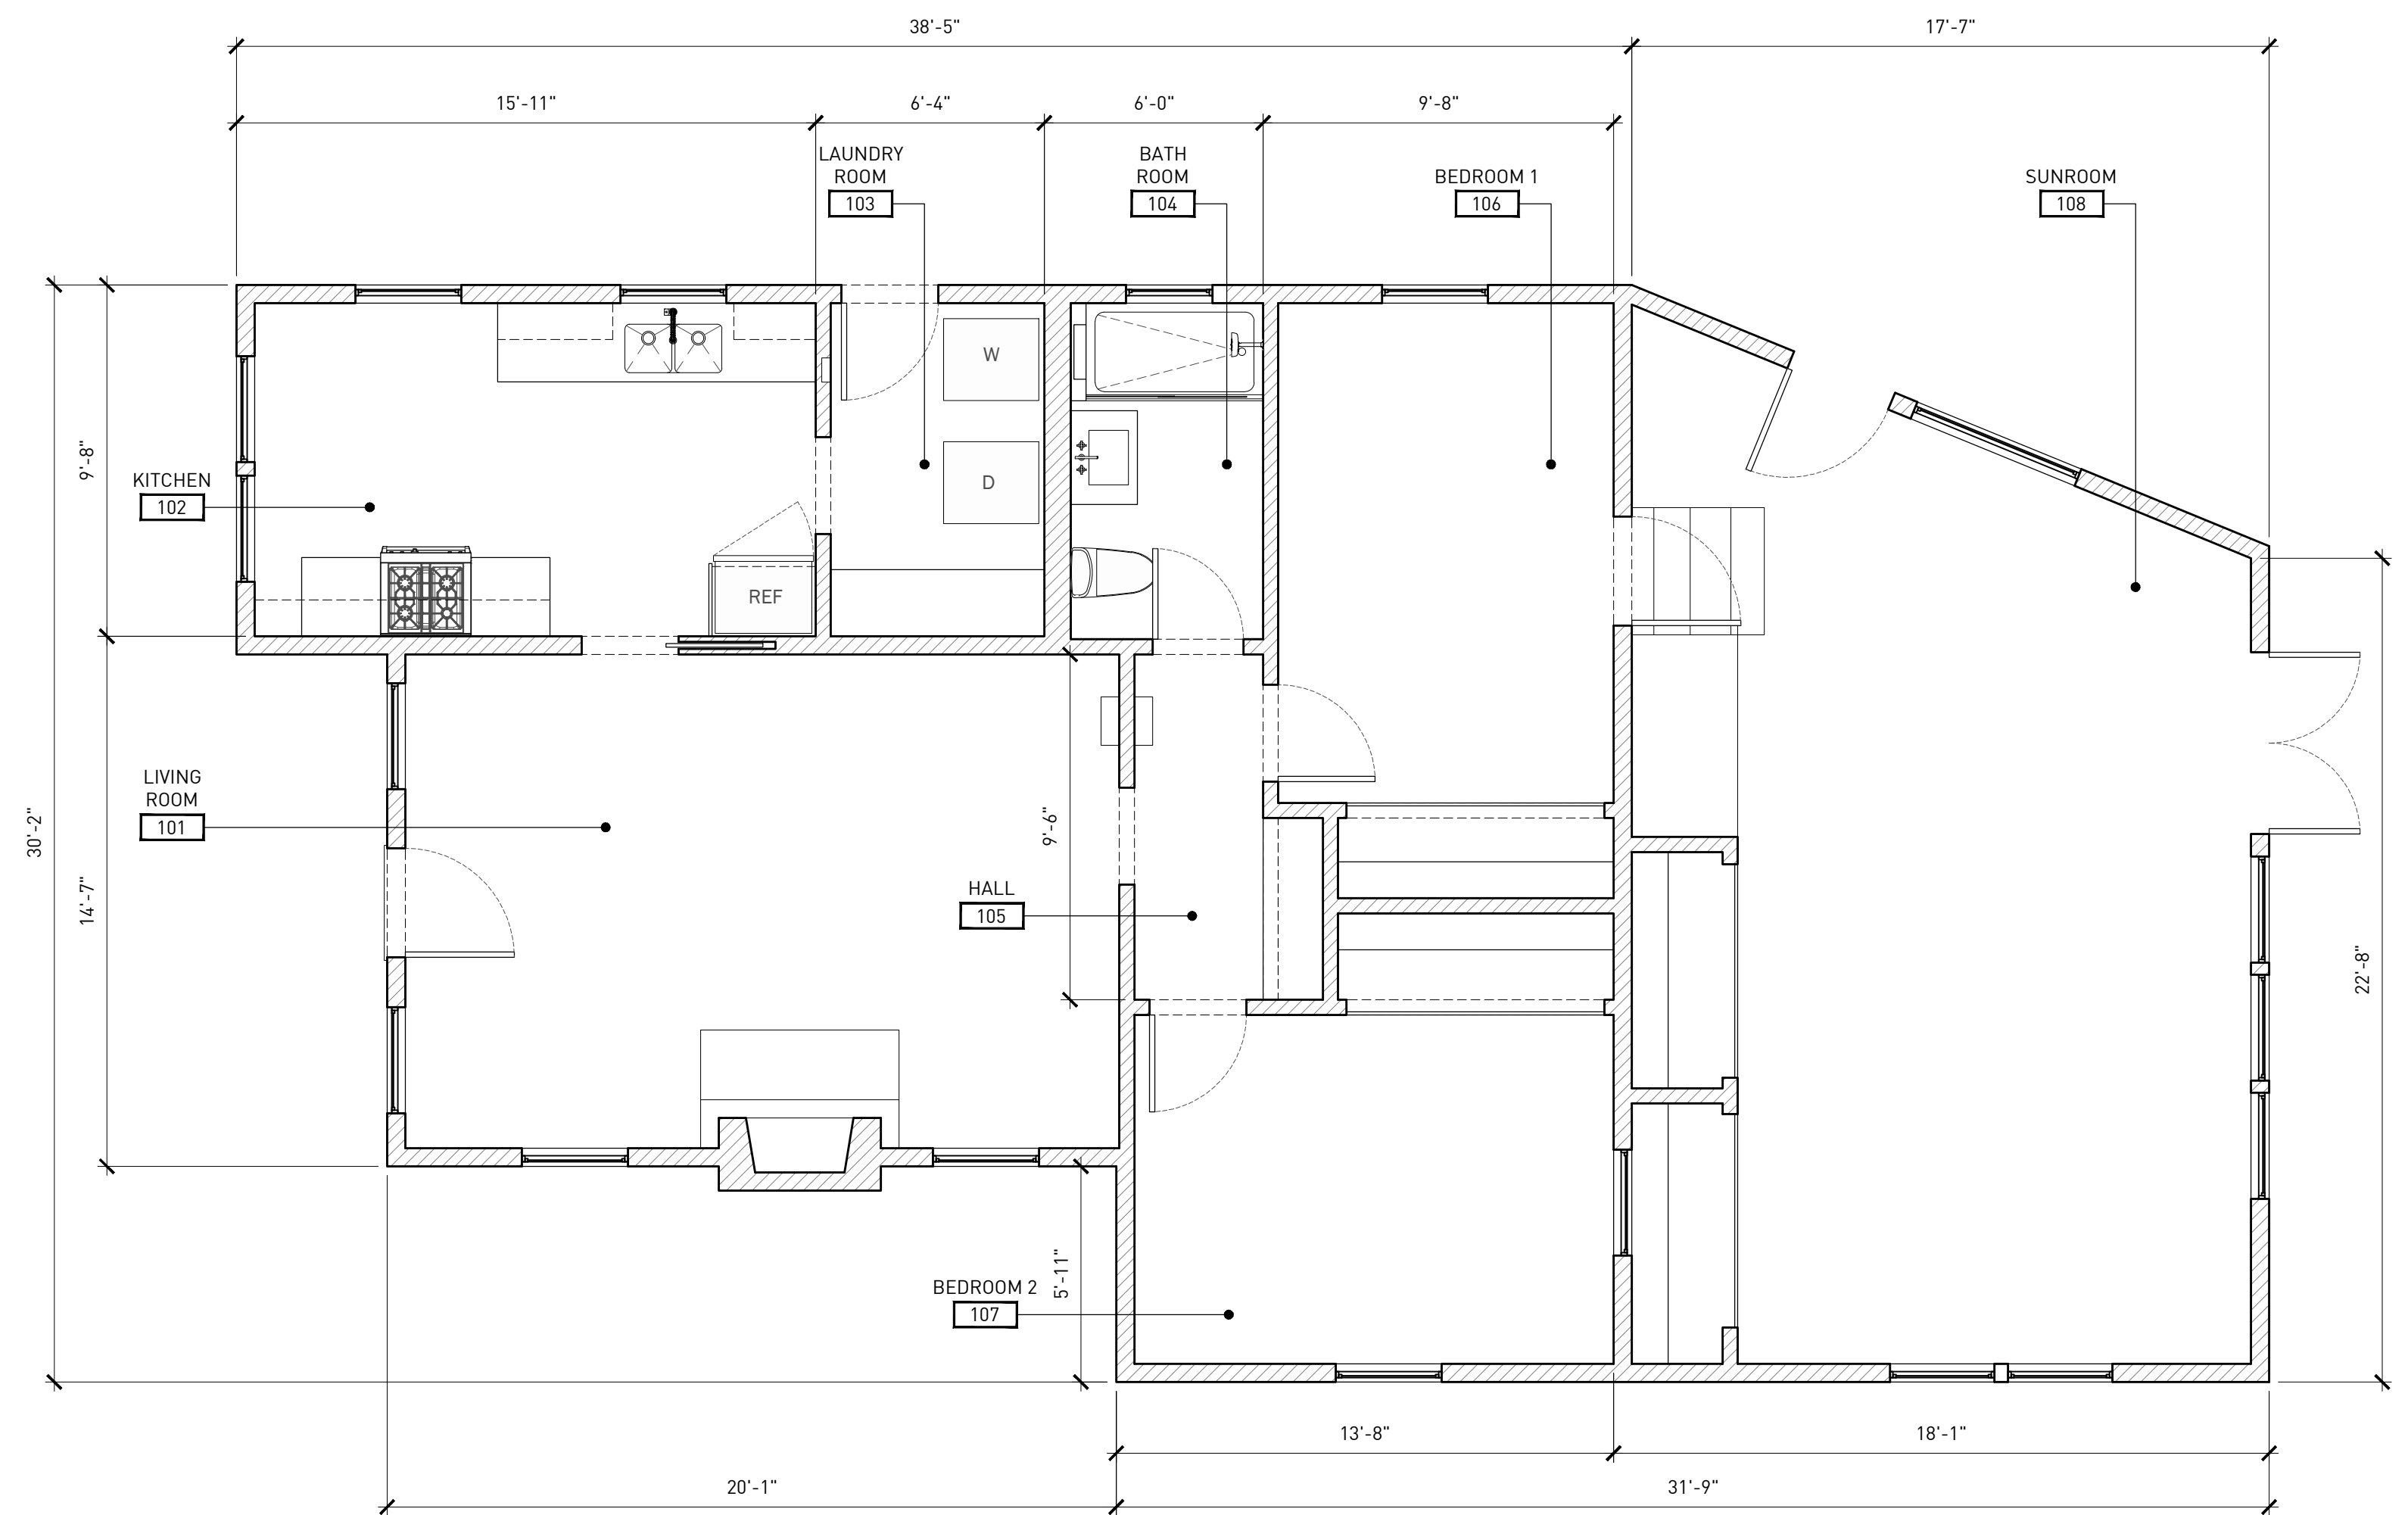 38'-5"
17'-7"
15'-11"
6'-4"
6'-0"
9'-8"
LAUNDRY
ROOM
103
BATH
ROOM
104
BEDROOM 1
106
SUNROOM
108
W
9'-8"
KITCHEN
102
D
REF
LIVING
ROOM
101
30'-2"
14'-7"
9'-6"
HALL
105
22'-8"
BEDROOM 2
107
5'-11"
13'-8"
18'-1"
20'-1"
31'-9"